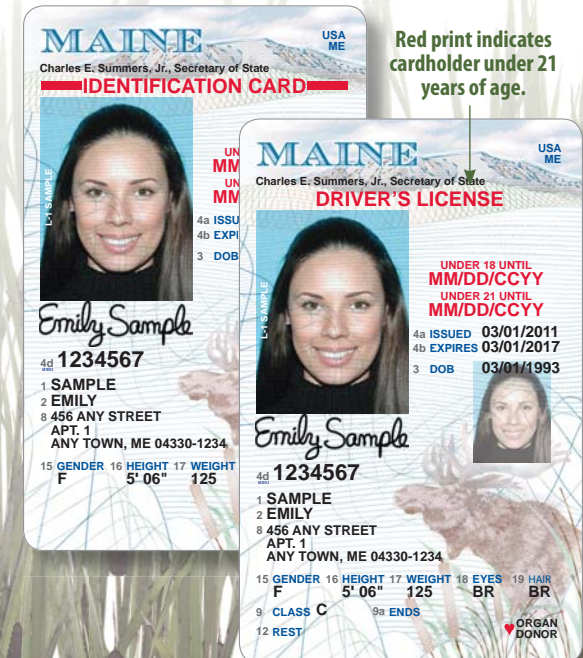 MAINE
USA
ME
Charles E. Summers, Jr., Secretary of State
IDENTIFICATION CARD
L-1 SAMPLE
4a ISSU
4b EXPI
3 DOB
Emily Sample
4d 1234567
1 SAMPLE
2 EMILY
8 456 ANY STREET
APT. 1
ANY TOWN, ME 04330-1234
15 GENDER 16 HEIGHT 17 WEIGHT
F 5' 06" 125
Red print indicates
cardholder under 21
years of age.
MAINE
USA
ME
Charles E. Summers, Jr., Secretary of State
DRIVER'S LICENSE
L-1 SAMPLE
UNDER 18 UNTIL
MM/DD/CCYY
UNDER 21 UNTIL
MM/DD/CCYY
4a ISSUED 03/01/2011
4b EXPIRES 03/01/2017
3 DOB 03/01/1993
Emily Sample
4d 1234567
1 SAMPLE
2 EMILY
8 456 ANY STREET
APT. 1
ANY TOWN, ME 04330-1234
15 GENDER 16 HEIGHT 17 WEIGHT 18 EYES 19 HAIR
F 5' 06" 125 BR BR
9 CLASS C 9a ENDS
12 REST
ORGAN
DONOR